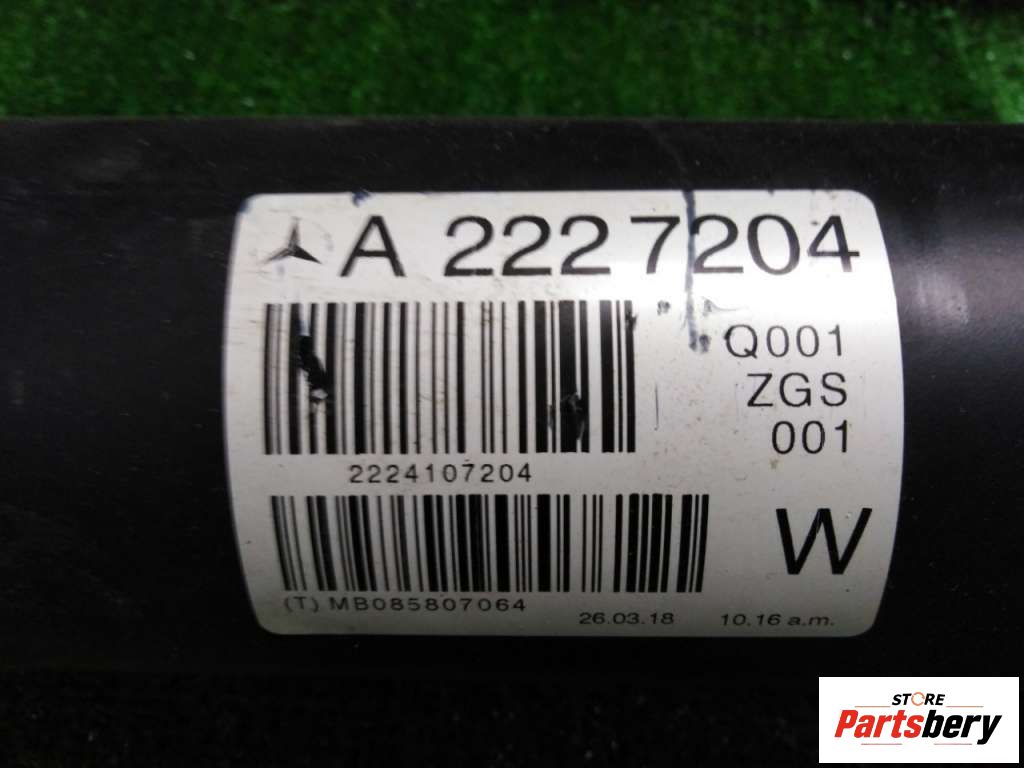 A 222 7204
Q001
ZGS
001
2224107204
W
(T) MB085807064
26.03.18 10.16 a.m.
STORE
Partsbery